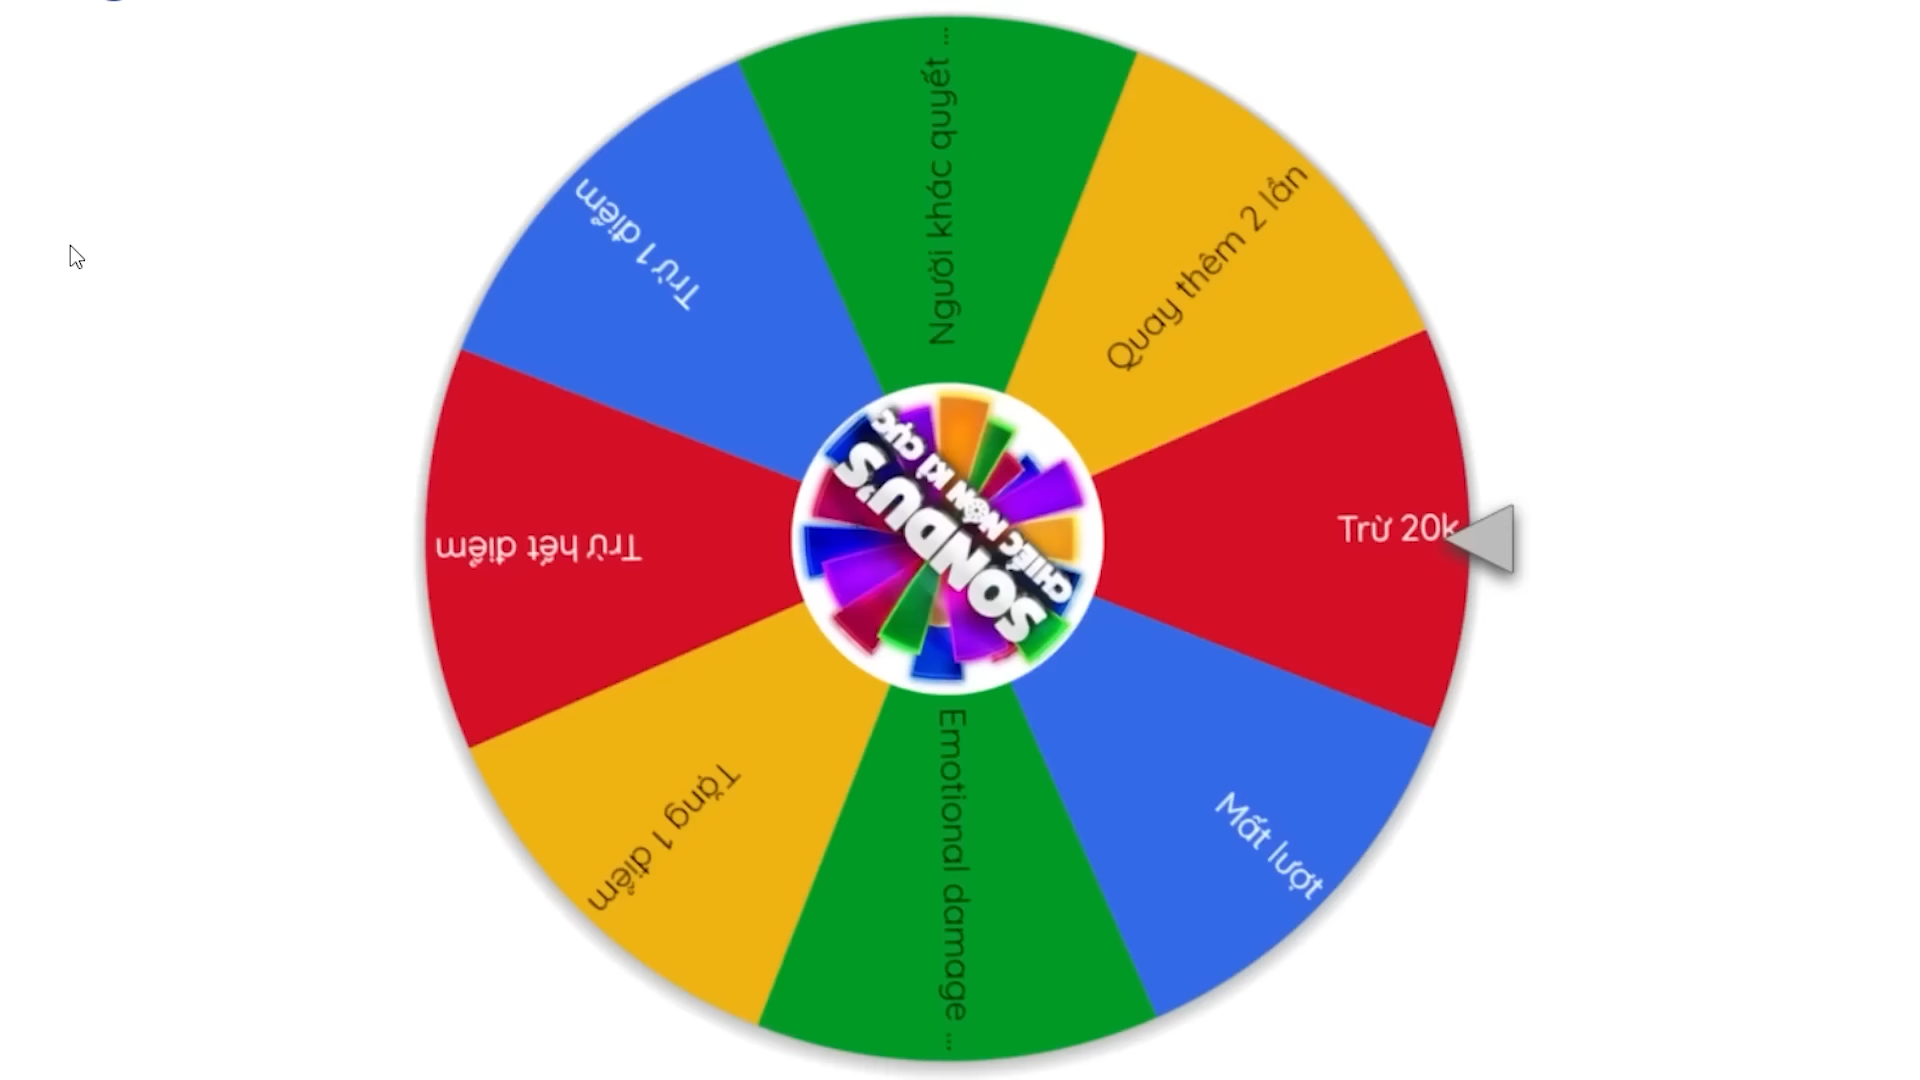 Người khác quyết ...
Quay thêm 2 lần
Trừ 20k
Mất lượt
Emotional damage ...
Tặng 1 điểm
Trừ hết điểm
Trừ 1 điểm
SONDU'S
CHIẾC NÓN KÌ CỤC